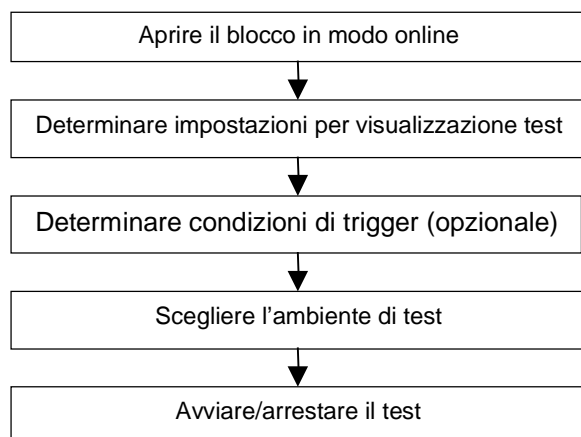 Aprire il blocco in modo online
Determinare impostazioni per visualizzazione test
Determinare condizioni di trigger (opzionale)
Scegliere l'ambiente di test
Avviare/arrestare il test